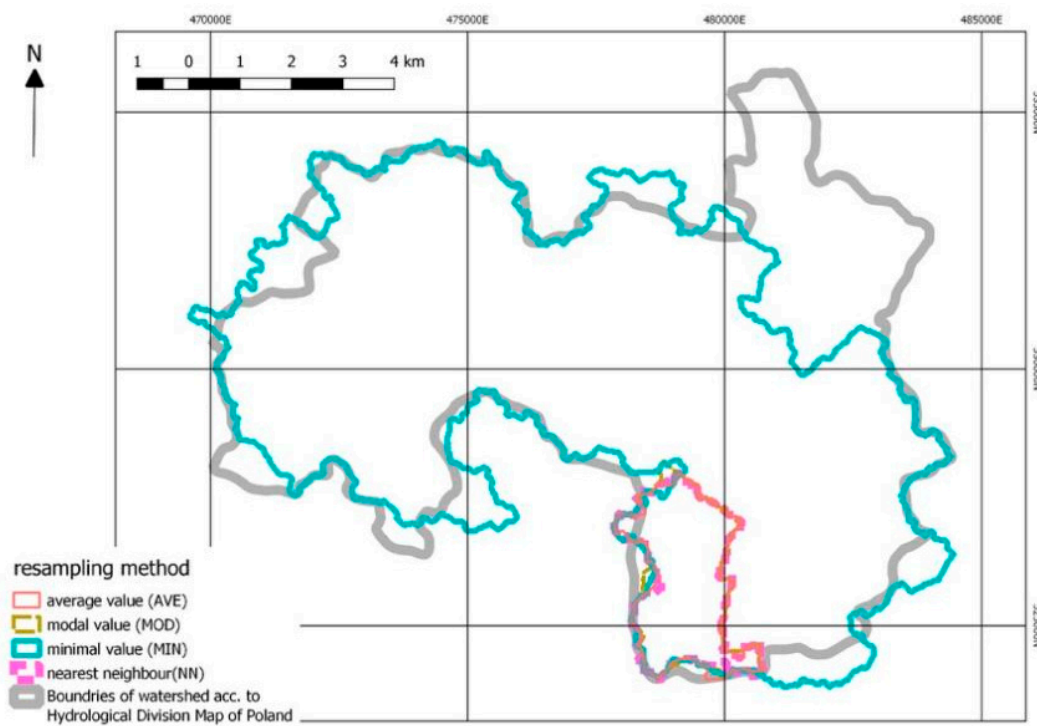 470000E 475000E 480000E 485000E
N
1 0 1 2 3 4 km
resampling method
average value (AVE)
modal value (MOD)
minimal value (MIN)
nearest neighbour(NN)
Boundries of watershed acc. to
Hydrological Division Map of Poland